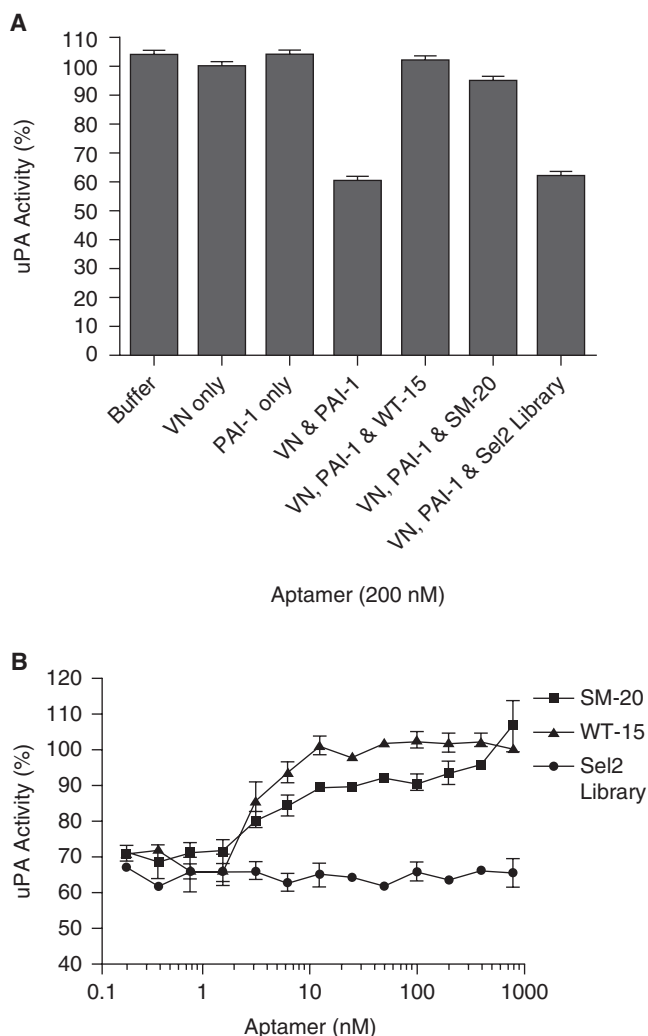 A
uPA Activity (%)
110
100
90
80
70
60
50
40
30
20
10
0
Buffer
VN only
PAI-1 only
VN & PAI-1
VN, PAI-1 & WT-15
VN, PAI-1 & SM-20
VN, PAI-1 & Sel2 Library
Aptamer (200 nM)
B
uPA Activity (%)
120
110
100
90
80
70
60
50
40
0.1
1
10
100
1000
Aptamer (nM)
SM-20
WT-15
Sel2
Library